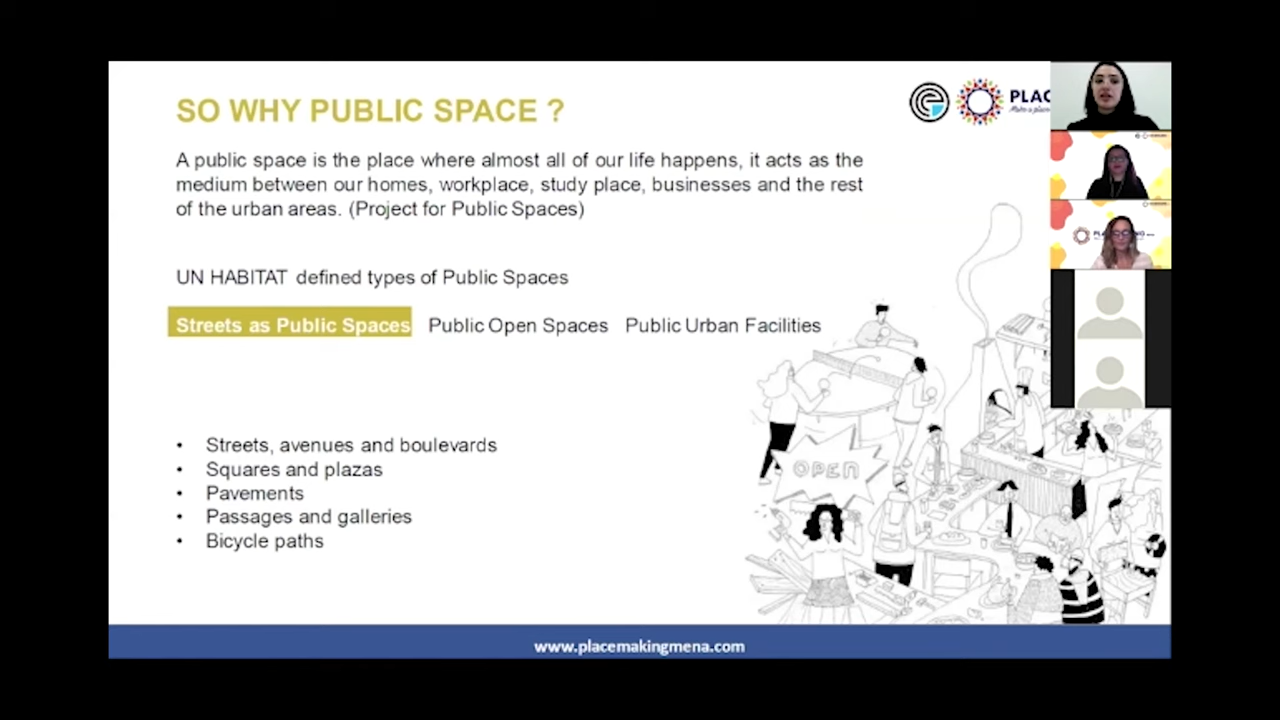 SO WHY PUBLIC SPACE ?
PLAC
A public space is the place where almost all of our life happens, it acts as the
medium between our homes, workplace, study place, businesses and the rest
of the urban areas. (Project for Public Spaces)
UN HABITAT defined types of Public Spaces
Streets as Public Spaces Public Open Spaces Public Urban Facilities
OPEN
• Streets, avenues and boulevards
• Squares and plazas
• Pavements
• Passages and galleries
• Bicycle paths
www.placemakingmena.com